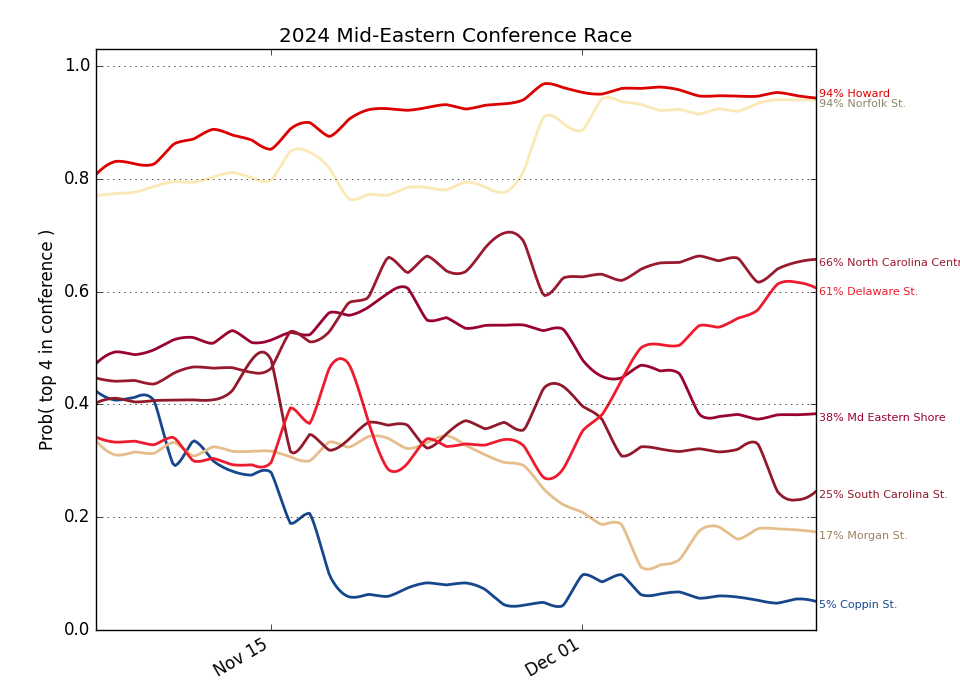 2024 Mid-Eastern Conference Race
Prob( top 4 in conference )
1.0
0.8
0.6
0.4
0.2
0.0
Nov 15
Dec 01
94% Howard
94% Norfolk St.
66% North Carolina Centr
61% Delaware St.
38% Md Eastern Shore
25% South Carolina St.
17% Morgan St.
5% Coppin St.